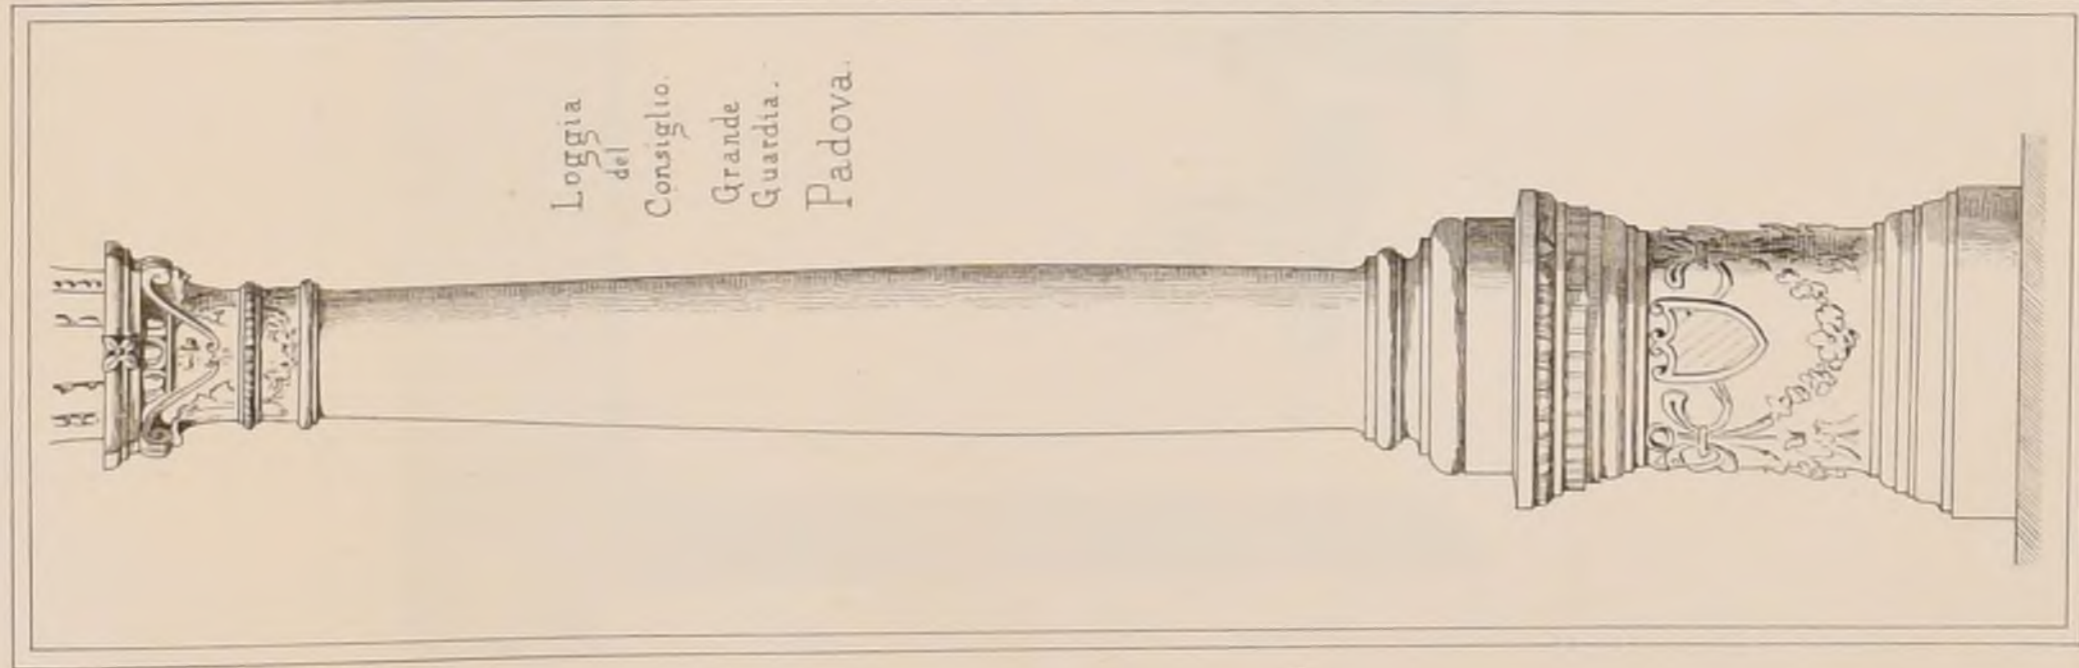 Loggia
del
Consiglio.
Grande
Guardia.
Padova.